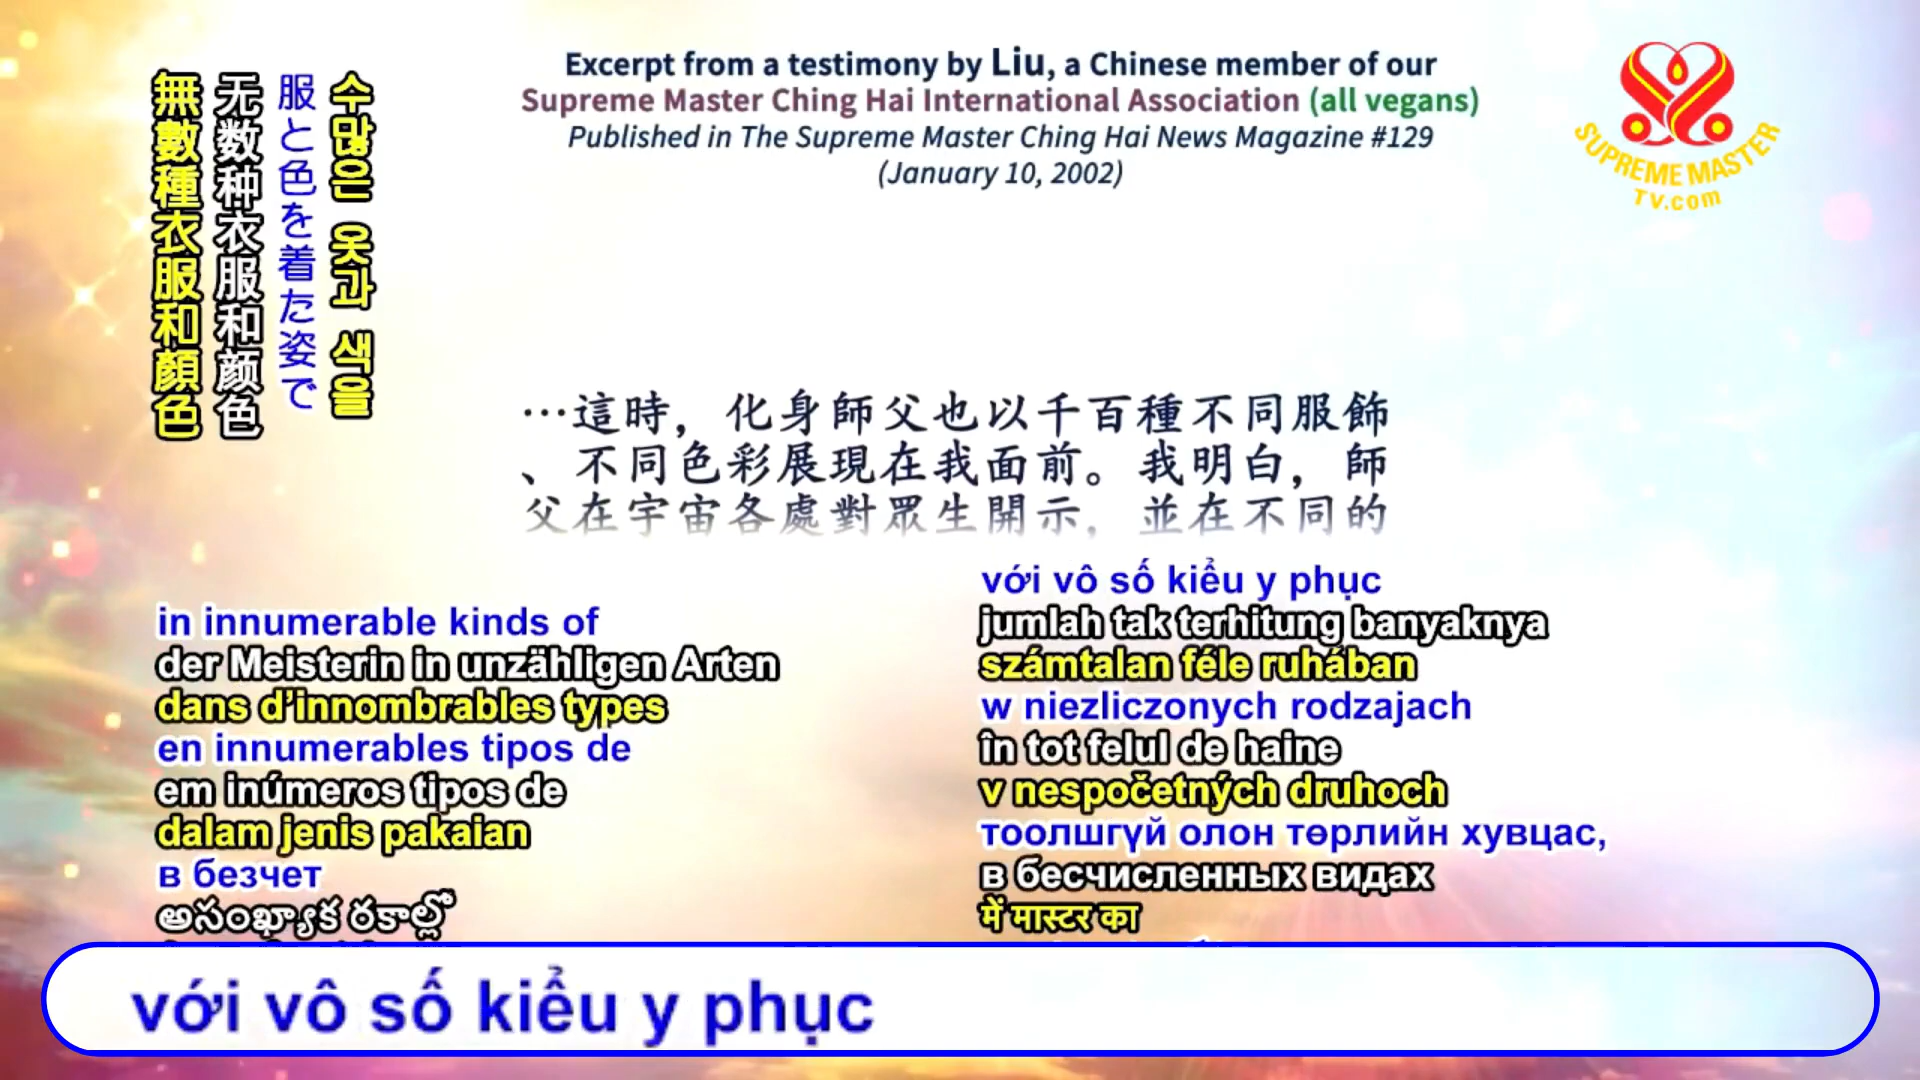 Excerpt from a testimony by Liu, a Chinese member of our
Supreme Master Ching Hai International Association (all vegans)
Published in The Supreme Master Ching Hai News Magazine #129
(January 10, 2002)
SUPREME MASTER
TV.com
수많은 옷과 색을
服と色を着た姿で
无数种衣服和颜色
無數種衣服和顏色
…這時，化身師父也以千百種不同服飾
、不同色彩展現在我面前。我明白，師
父在宇宙各處對眾生開示，並在不同的
in innumerable kinds of
der Meisterin in unzähligen Arten
dans d’innombrables types
en innumerables tipos de
em inúmeros tipos de
dalam jenis pakaian
в безчет
అసంఖ్యాక రకాల్లో
với vô số kiểu y phục
jumlah tak terhitung banyaknya
számtalan féle ruhában
w niezliczonych rodzajach
în tot felul de haine
v nespočetných druhoch
тоолшгүй олон төрлийн хувцас,
в бесчисленных видах
में मास्टर का
với vô số kiểu y phục